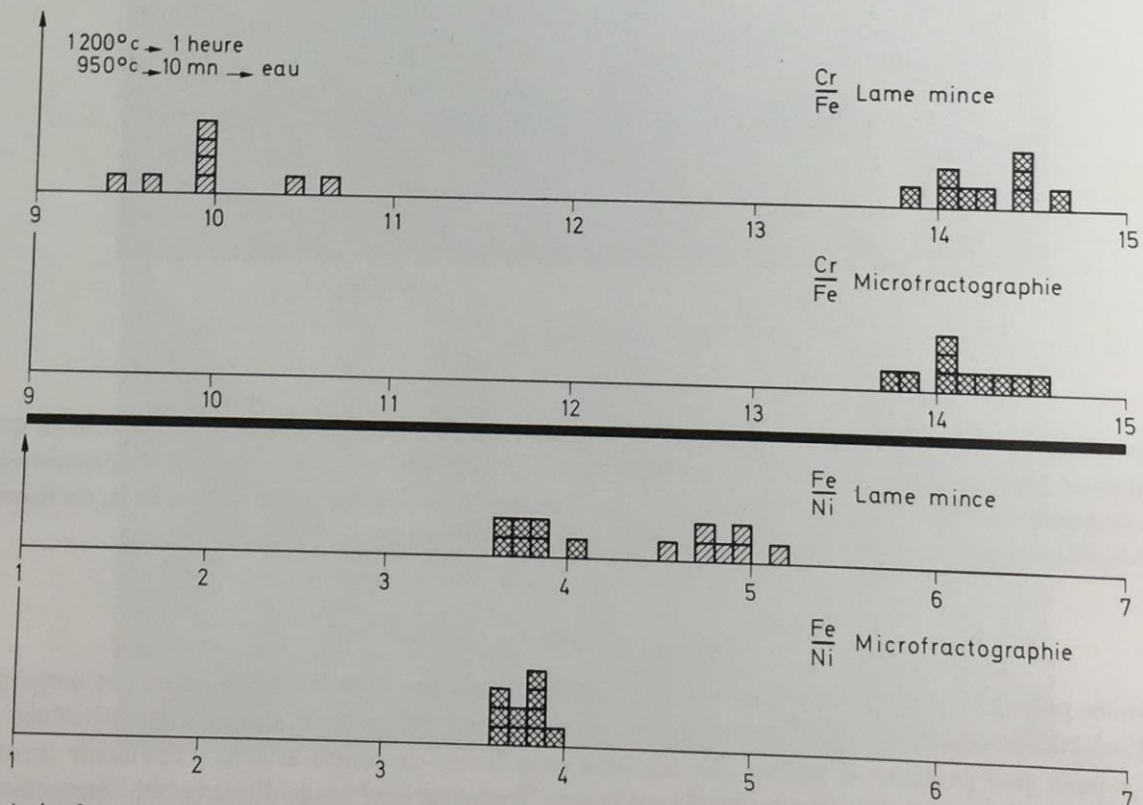 1200°c → 1 heure
950°c → 10 mn → eau
Cr
Fe Lame mince
9 10 11 12 13 14 15
Cr
Fe Microfractographie
9 10 11 12 13 14 15
Fe
Ni Lame mince
1 2 3 4 5 6 7
Fe
Ni Microfractographie
1 2 3 4 5 6 7